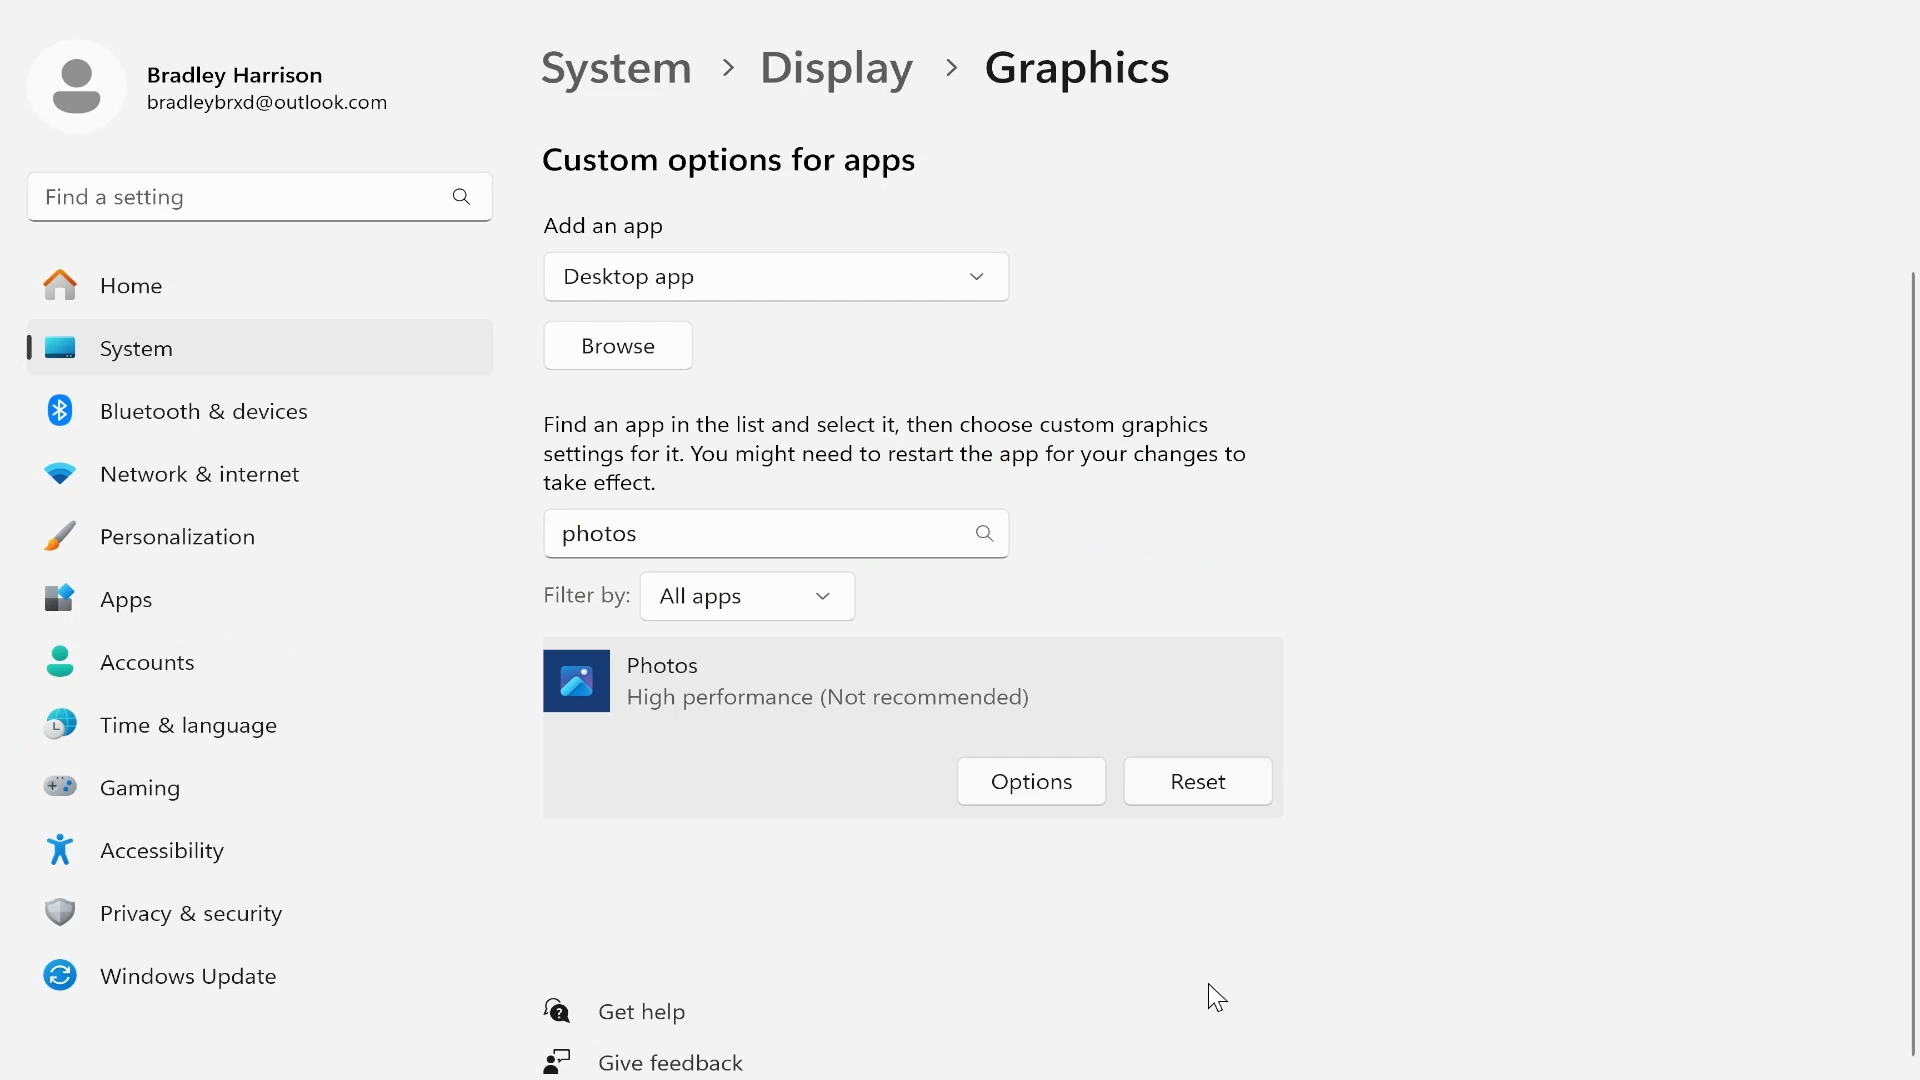 Bradley Harrison
bradleybrxd@outlook.com
Find a setting
Home
System
Bluetooth & devices
Network & internet
Personalization
Apps
Accounts
Time & language
Gaming
Accessibility
Privacy & security
Windows Update
System > Display > Graphics
Custom options for apps
Add an app
Desktop app
Browse
Find an app in the list and select it, then choose custom graphics
settings for it. You might need to restart the app for your changes to
take effect.
photos
Filter by: All apps
Photos
High performance (Not recommended)
Options Reset
Get help
Give feedback